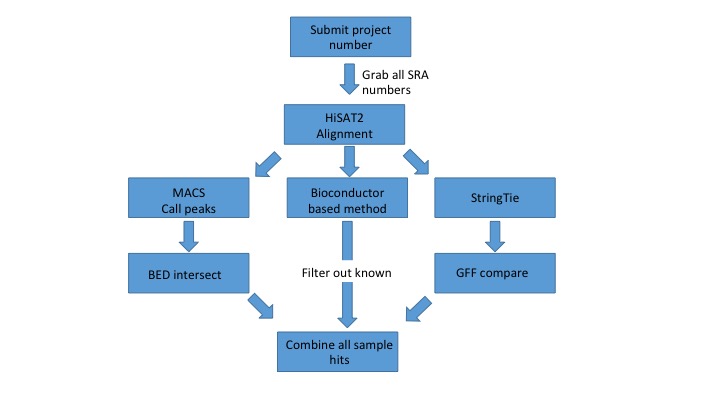 Submit project
number
Grab all SRA
numbers
HiSAT2
Alignment
MACS
Call peaks
Bioconductor
based method
StringTie
BED intersect
Filter out known
GFF compare
Combine all sample
hits